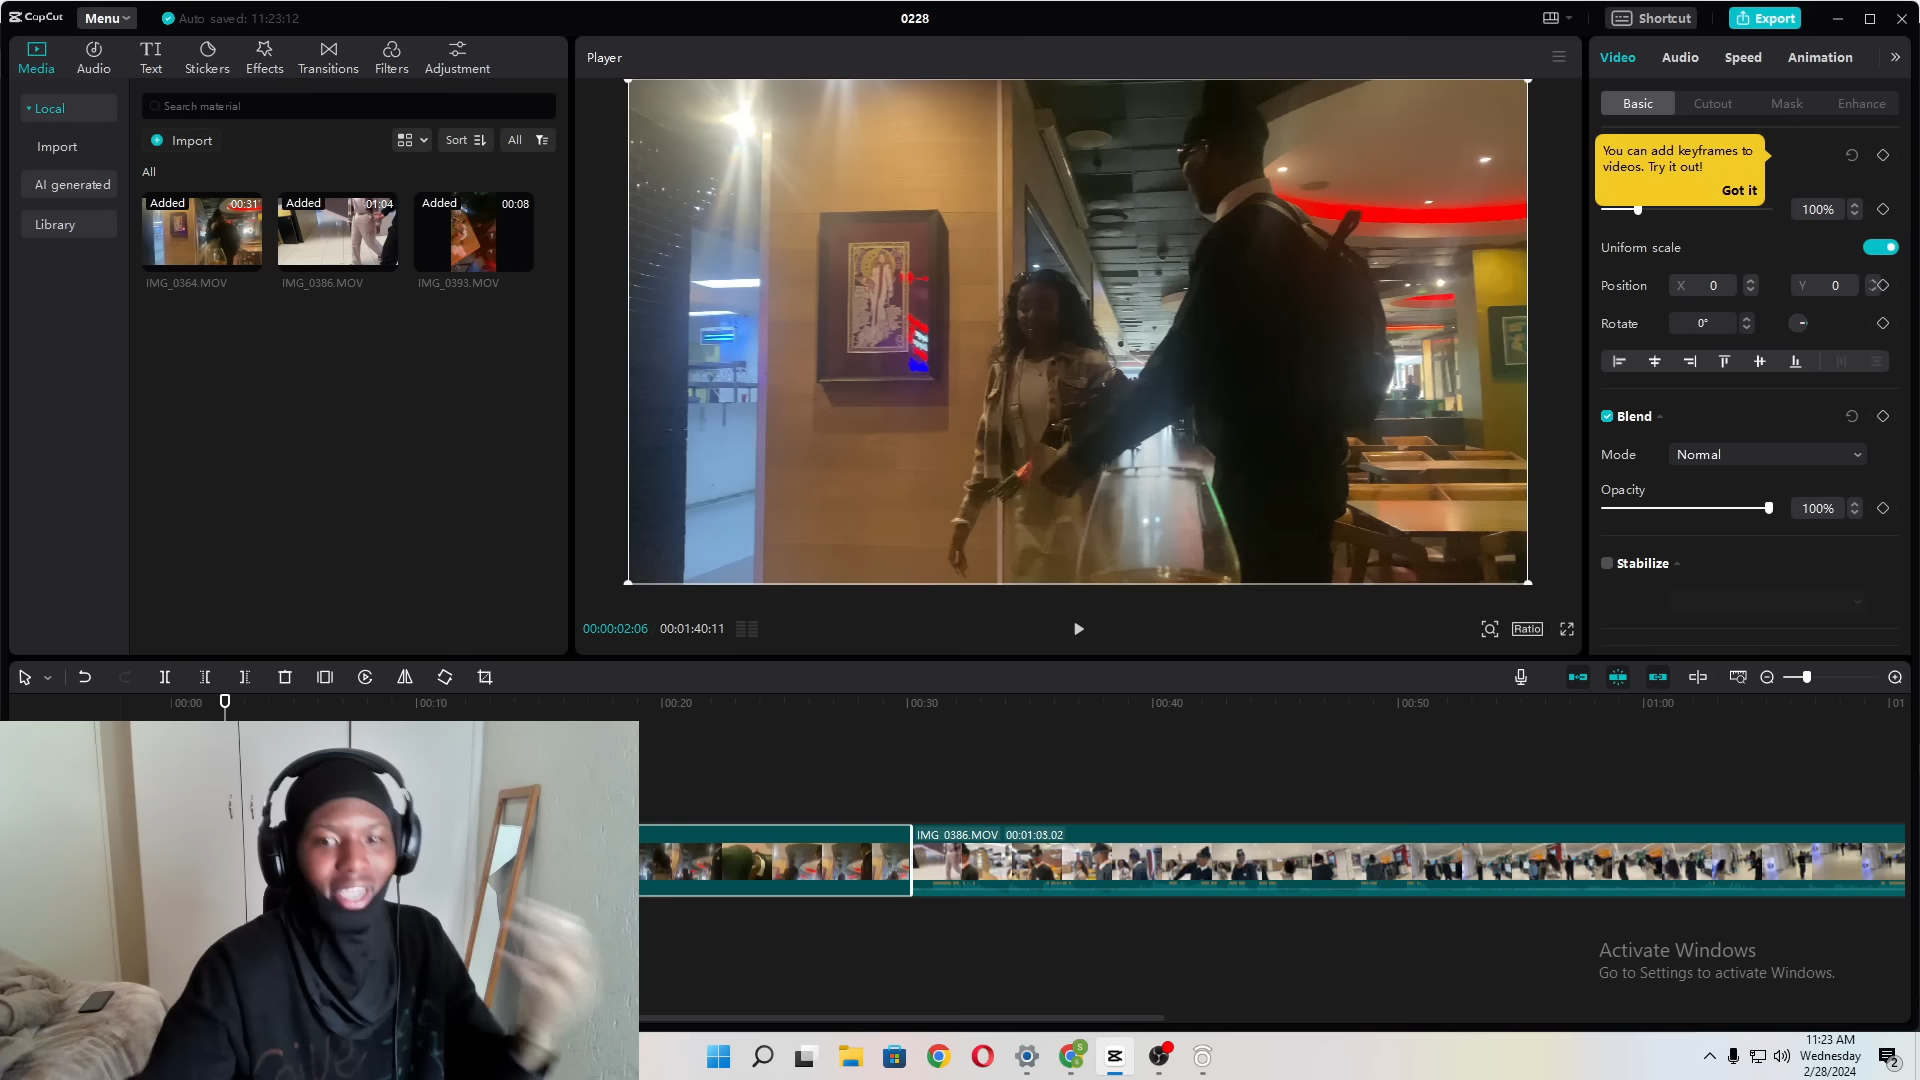 CapCut
Menu
Auto saved: 11:23:12
0228
Shortcut
Export
Media
Audio
Text
Stickers
Effects
Transitions
Filters
Adjustment
Local
Import
AI generated
Library
Search material
Import
Sort
All
All
Added 00:31
Added 01:04
Added 00:08
IMG_0364.MOV
IMG_0386.MOV
IMG_0393.MOV
Player
00:00:02:06
00:01:40:11
Ratio
Video
Audio
Speed
Animation
Basic
Cutout
Mask
Enhance
You can add keyframes to
videos. Try it out!
Got it
100%
Uniform scale
Position X 0 Y 0
Rotate 0°
Blend
Mode Normal
Opacity
100%
Stabilize
00:00
00:10
00:20
00:30
00:40
00:50
01:00
01
IMG_0386.MOV 00:01:03:02
Activate Windows
Go to Settings to activate Windows.
11:23 AM
Wednesday
2/28/2024
2